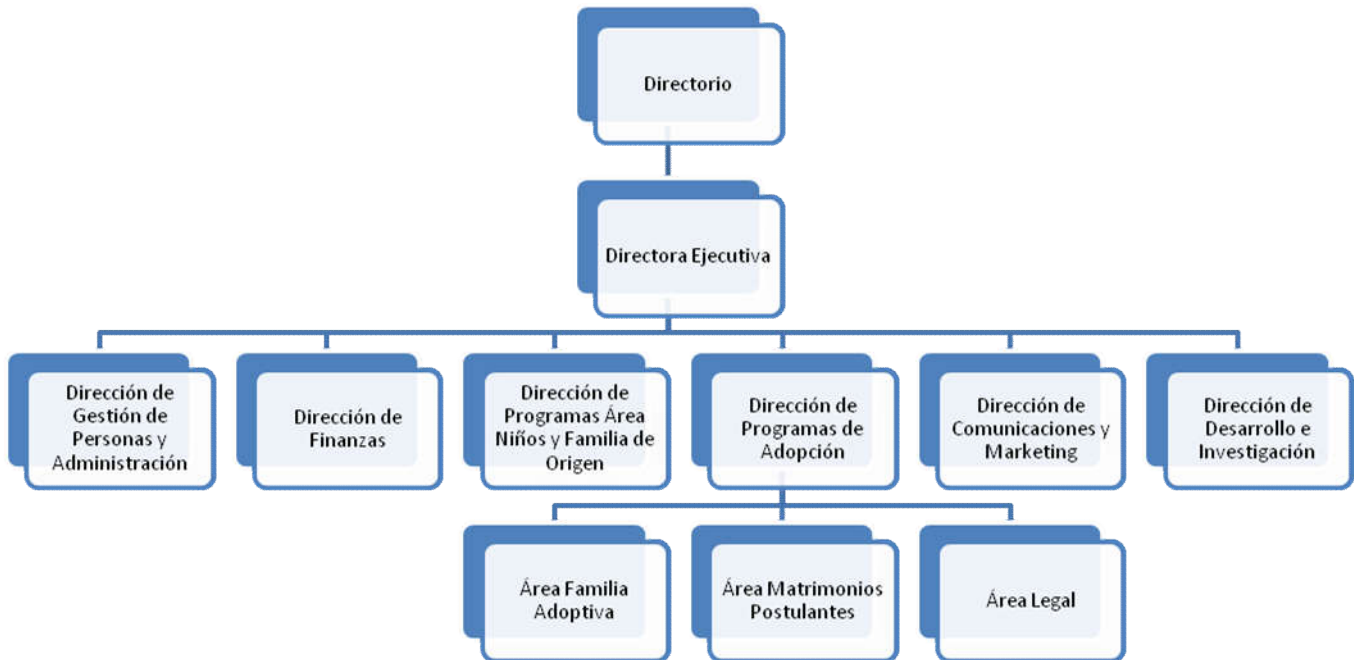 Directorio
Directora Ejecutiva
Dirección de
Gestión de
Personas y
Administración
Dirección de
Finanzas
Dirección de
Programas Área
Niños y Familia de
Origen
Dirección de
Programas de
Adopción
Dirección de
Comunicaciones y
Marketing
Dirección de
Desarrollo e
Investigación
Área Familia
Adoptiva
Área Matrimonios
Postulantes
Área Legal